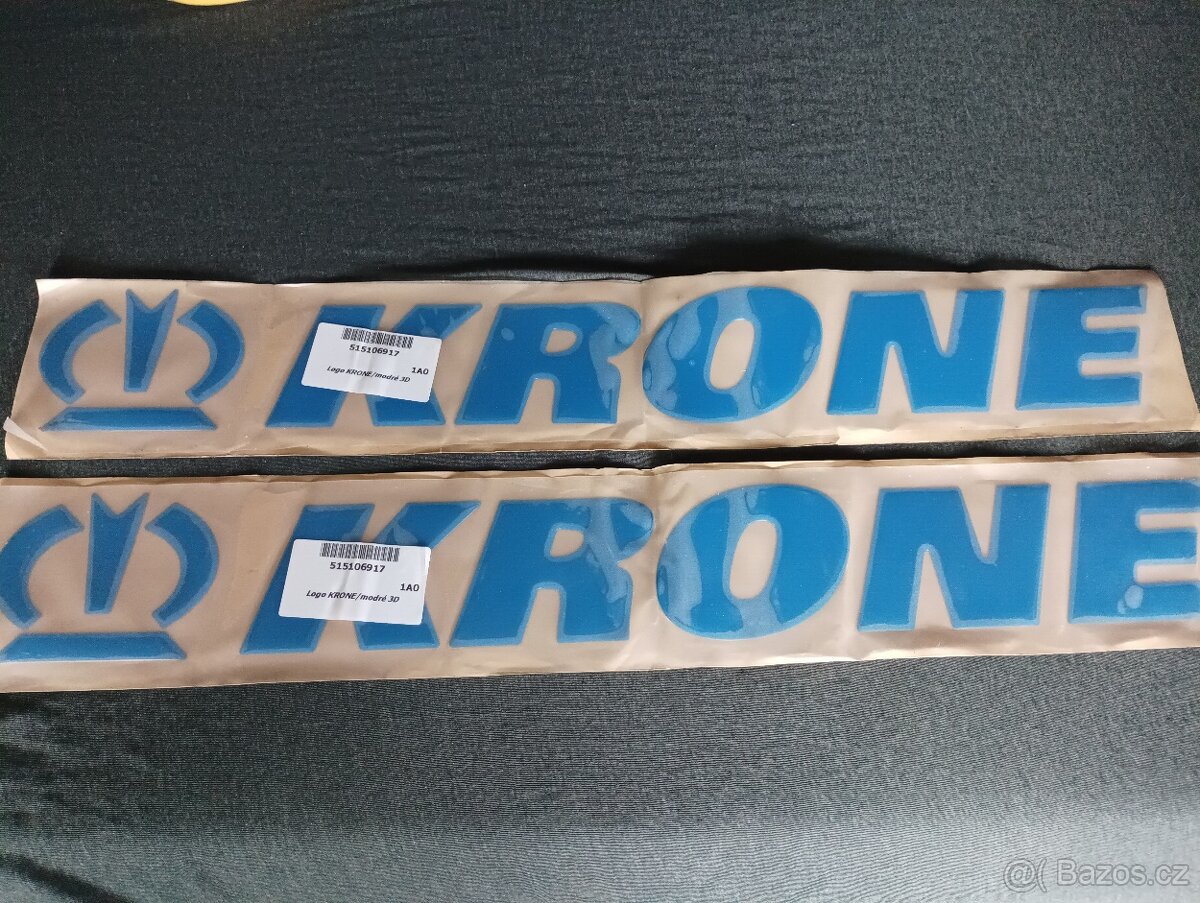 KRONE
515106917
1A0
Logo KRONE/modré 3D
KRONE
515106917
1A0
Logo KRONE/modré 3D
@( Bazos.cz